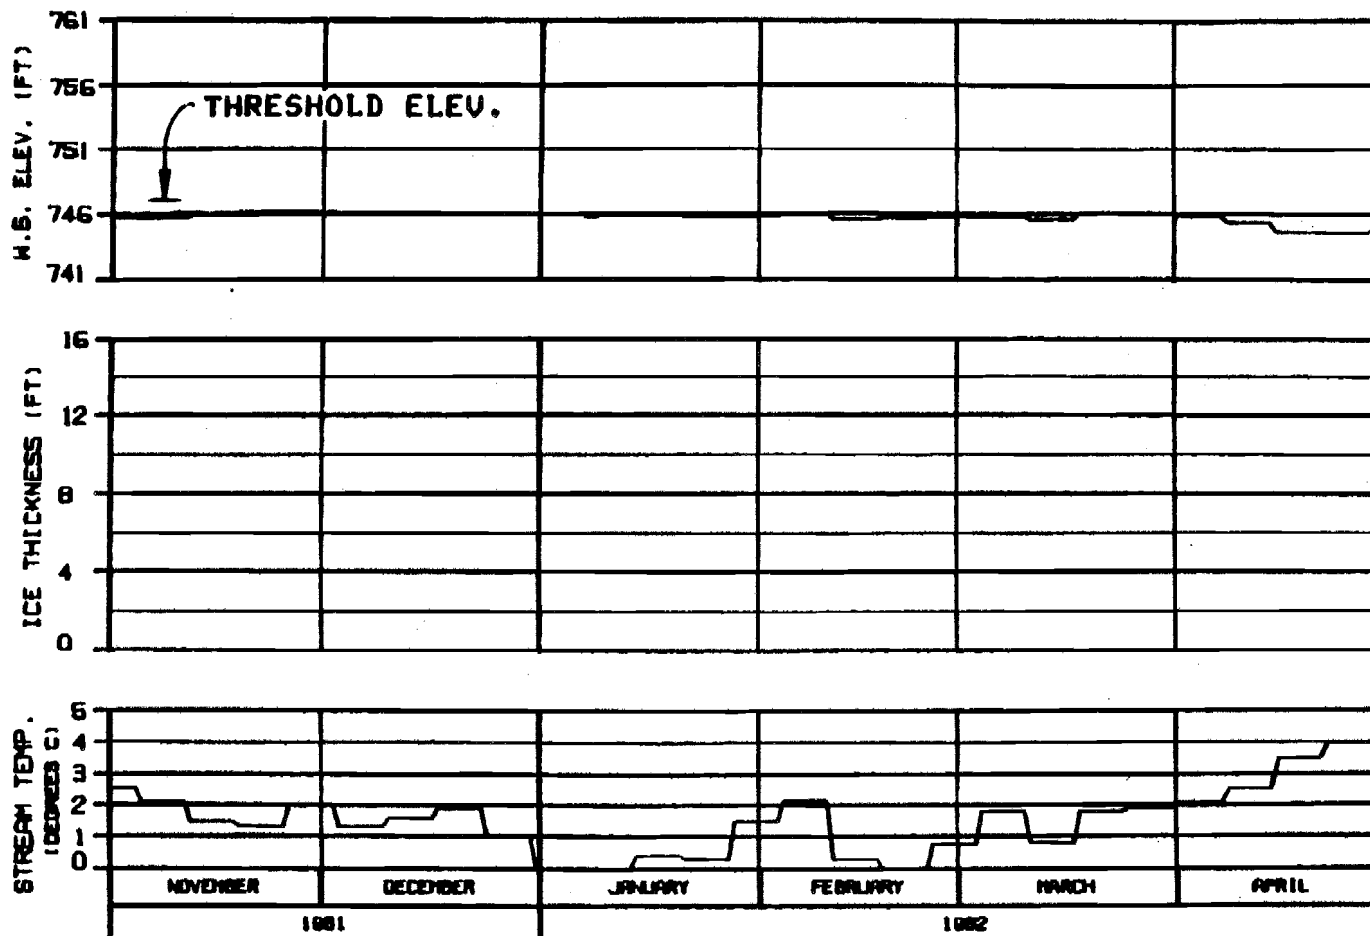 W.S. ELEV. (FT)
761
756
751
746
741
THRESHOLD ELEV.
ICE THICKNESS (FT)
16
12
8
4
0
STREAM TEMP.
(DEGREES C)
5
4
3
2
1
0
NOVEMBER DECEMBER JANUARY FEBRUARY MARCH APRIL
1981 1982